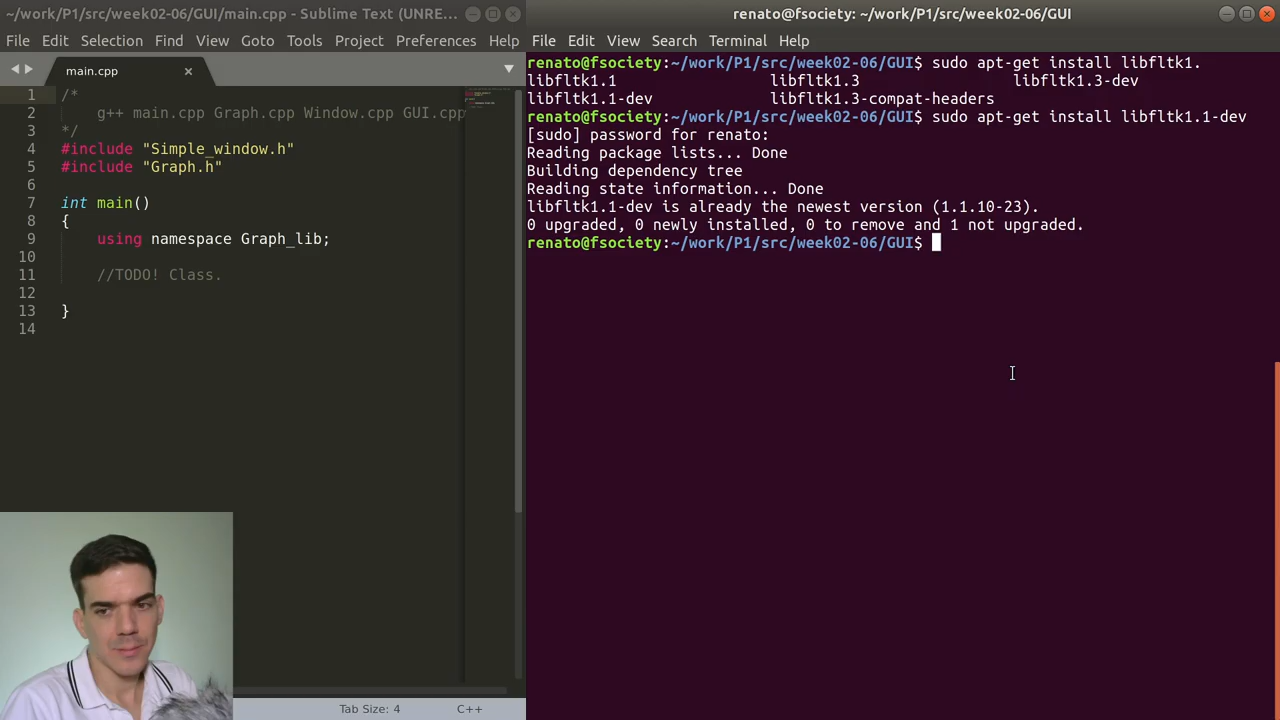 ~/work/P1/src/week02-06/GUI/main.cpp - Sublime Text (UNRE...
File Edit Selection Find View Goto Tools Project Preferences Help
main.cpp
1 /*
2 g++ main.cpp Graph.cpp Window.cpp GUI.cpp
3 */
4 #include "Simple_window.h"
5 #include "Graph.h"
6
7 int main()
8 {
9 using namespace Graph_lib;
10
11 //TODO! Class.
12
13 }
14
Tab Size: 4 C++
renato@fsociety: ~/work/P1/src/week02-06/GUI
File Edit View Search Terminal Help
renato@fsociety:~/work/P1/src/week02-06/GUI$ sudo apt-get install libfltk1.
libfltk1.1 libfltk1.3 libfltk1.3-dev
libfltk1.1-dev libfltk1.3-compat-headers
renato@fsociety:~/work/P1/src/week02-06/GUI$ sudo apt-get install libfltk1.1-dev
[sudo] password for renato:
Reading package lists... Done
Building dependency tree
Reading state information... Done
libfltk1.1-dev is already the newest version (1.1.10-23).
0 upgraded, 0 newly installed, 0 to remove and 1 not upgraded.
renato@fsociety:~/work/P1/src/week02-06/GUI$